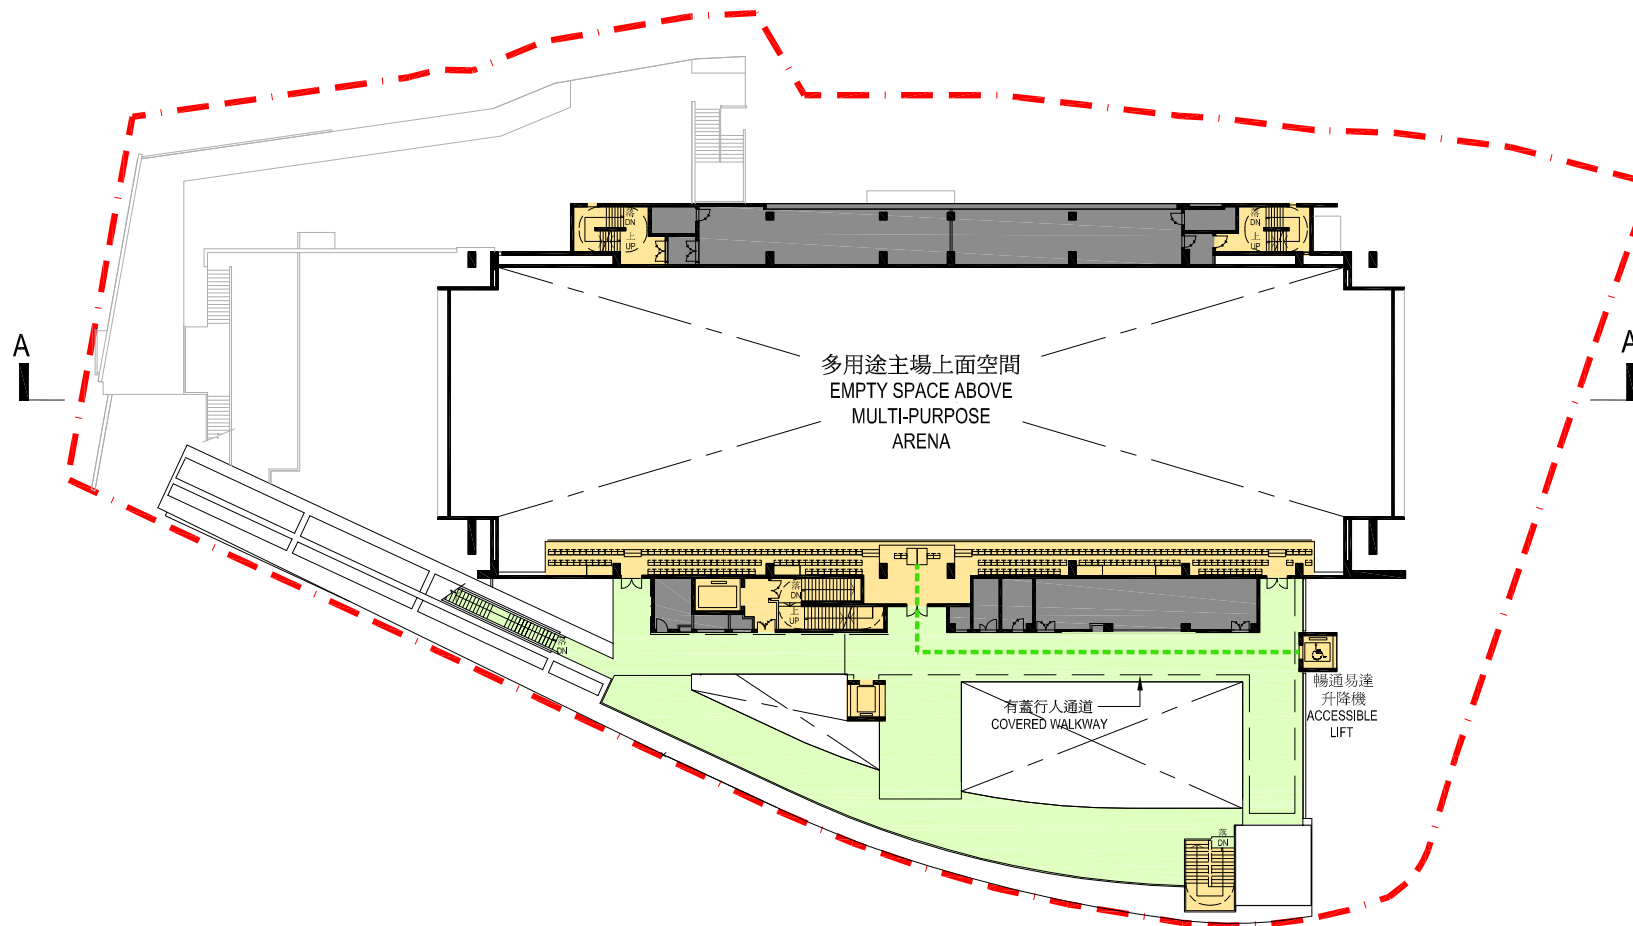 落
DN
上
UP
落
DN
上
UP
A
A
多用途主場上面空間
EMPTY SPACE ABOVE
MULTI-PURPOSE
ARENA
落
DN
上
UP
落
DN
暢通易達
升降機
ACCESSIBLE
LIFT
有蓋行人通道
COVERED WALKWAY
落
DN